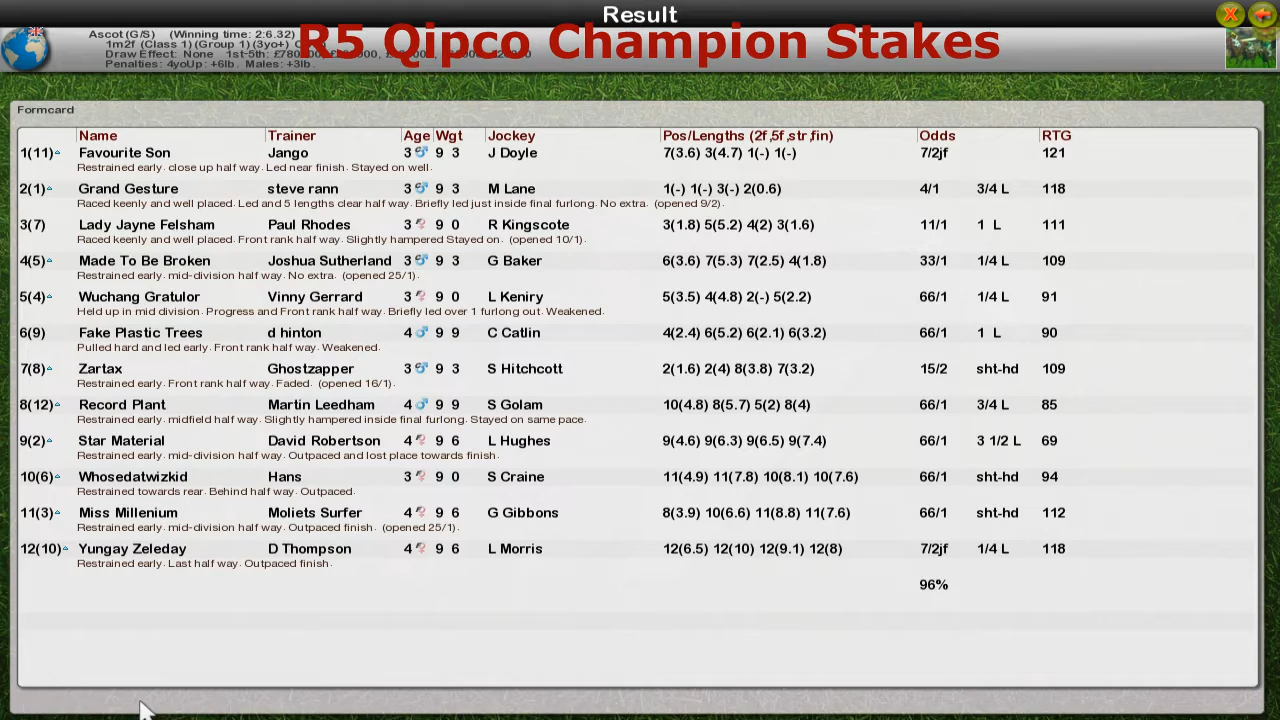 Result
R5 Qipco Champion Stakes
Ascot (G/S) (Winning time: 2:6.32)
1m2f (Class 1) (Group 1) (3yo+)
Draw Effect: None 1st-5th:
Penalties: 4yoUp: +6lb. Males: +3lb.
Formcard
Name Trainer Age Wgt Jockey Pos/Lengths (2f,5f,str,fin) Odds RTG
1(11) Favourite Son Jango 3 9 3 J Doyle 7(3.6) 3(4.7) 1(-) 1(-) 7/2jf 121
Restrained early. close up half way. Led near finish. Stayed on well.
2(1) Grand Gesture steve rann 3 9 3 M Lane 1(-) 1(-) 3(-) 2(0.6) 4/1 3/4 L 118
Raced keenly and well placed. Led and 5 lengths clear half way. Briefly led just inside final furlong. No extra. (opened 9/2).
3(7) Lady Jayne Felsham Paul Rhodes 3 9 0 R Kingscote 3(1.8) 5(5.2) 4(2) 3(1.6) 11/1 1 L 111
Raced keenly and well placed. Front rank half way. Slightly hampered Stayed on. (opened 10/1).
4(5) Made To Be Broken Joshua Sutherland 3 9 3 G Baker 6(3.6) 7(5.3) 7(2.5) 4(1.8) 33/1 1/4 L 109
Restrained early. mid-division half way. No extra. (opened 25/1).
5(4) Wuchang Gratulor Vinny Gerrard 3 9 0 L Keniry 5(3.5) 4(4.8) 2(-) 5(2.2) 66/1 1/4 L 91
Held up in mid division. Progress and Front rank half way. Briefly led over 1 furlong out. Weakened.
6(9) Fake Plastic Trees d hinton 4 9 9 C Catlin 4(2.4) 6(5.2) 6(2.1) 6(3.2) 66/1 1 L 90
Pulled hard and led early. Front rank half way. Weakened.
7(8) Zartax Ghostzapper 3 9 3 S Hitchcott 2(1.6) 2(4) 8(3.8) 7(3.2) 15/2 sht-hd 109
Restrained early. Front rank half way. Faded. (opened 16/1).
8(12) Record Plant Martin Leedham 4 9 9 S Golam 10(4.8) 8(5.7) 5(2) 8(4) 66/1 3/4 L 85
Restrained early. midfield half way. Slightly hampered inside final furlong. Stayed on same pace.
9(2) Star Material David Robertson 4 9 6 L Hughes 9(4.6) 9(6.3) 9(6.5) 9(7.4) 66/1 3 1/2 L 69
Restrained early. mid-division half way. Outpaced and lost place towards finish.
10(6) Whosedatwizkid Hans 3 9 0 S Craine 11(4.9) 11(7.8) 10(8.1) 10(7.6) 66/1 sht-hd 94
Restrained towards rear. Behind half way. Outpaced.
11(3) Miss Millenium Moliets Surfer 4 9 6 G Gibbons 8(3.9) 10(6.6) 11(8.8) 11(7.6) 66/1 sht-hd 112
Restrained early. mid-division half way. Outpaced finish. (opened 25/1).
12(10) Yungay Zeleday D Thompson 4 9 6 L Morris 12(6.5) 12(10) 12(9.1) 12(8) 7/2jf 1/4 L 118
Restrained early. Last half way. Outpaced finish.
96%